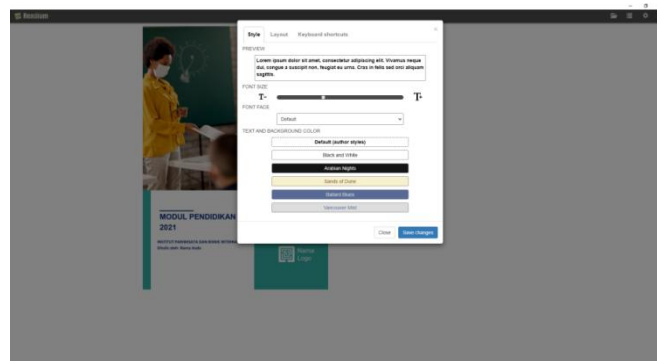 Readium
Style Layout Keyboard shortcuts ×
PREVIEW
Lorem ipsum dolor sit amet, consectetur adipiscing elit. Vivamus neque
dui, congue a suscipit non, feugiat eu urna. Cras in felis sed orci aliquam
sagittis.
FONT SIZE
T- T+
FONT FACE
Default
TEXT AND BACKGROUND COLOR
Default (author styles)
Black and White
Arabian Nights
Sands of Dune
Ballard Blues
Vancouver Mist
Close Save changes
MODUL PENDIDIKAN
2021
Name
Logo